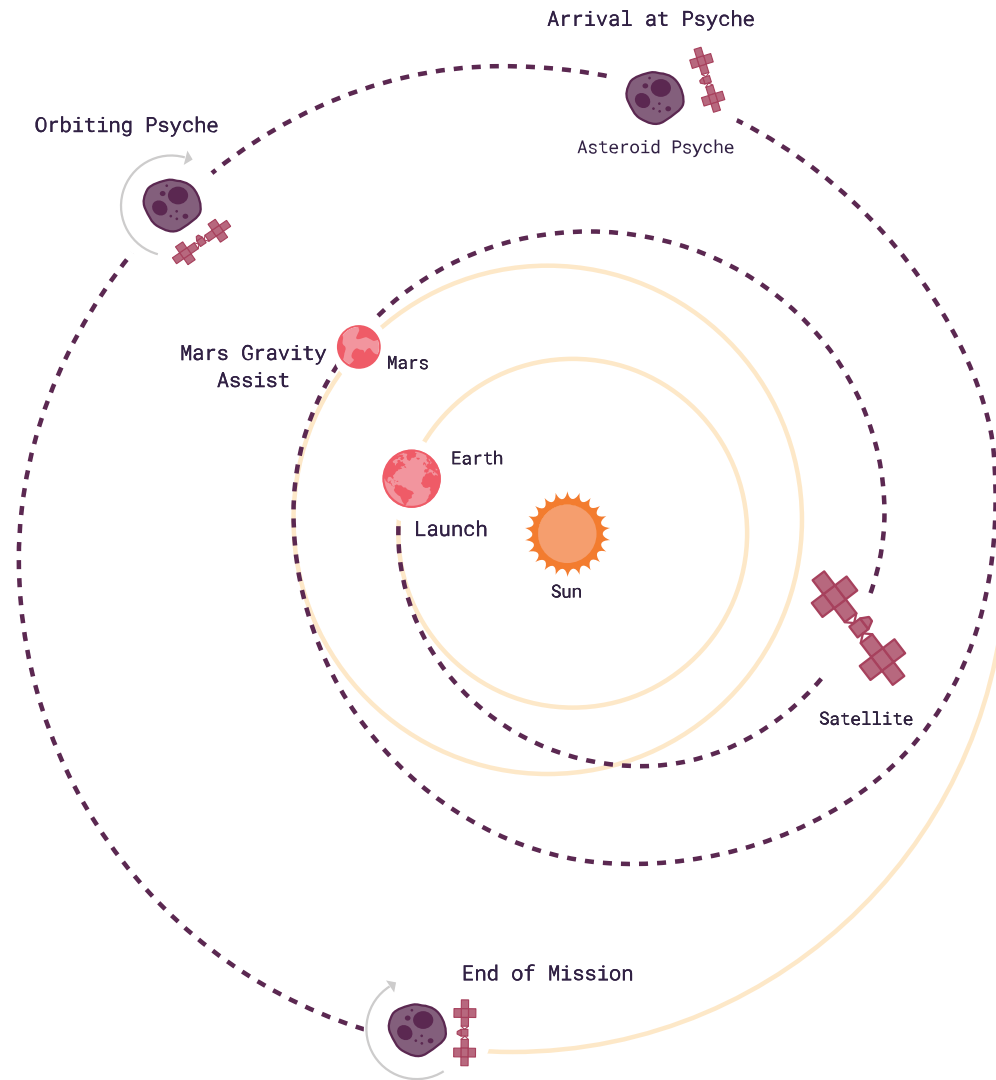 Arrival at Psyche
Orbiting Psyche
Asteroid Psyche
Mars Gravity
Assist
Mars
Earth
Launch
Sun
Satellite
End of Mission